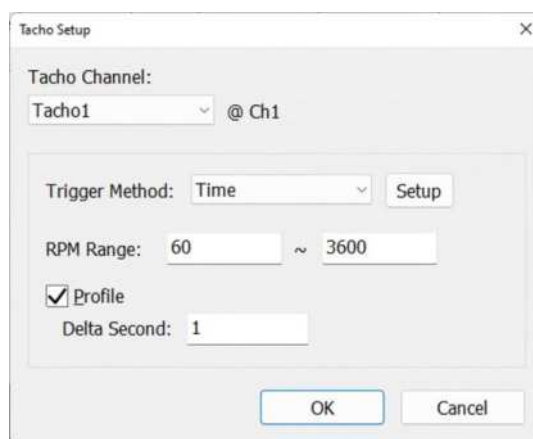 Tacho Setup
Tacho Channel:
Tacho1 @ Ch1
Trigger Method: Time Setup
RPM Range: 60 ~ 3600
Profile
Delta Second: 1
OK Cancel